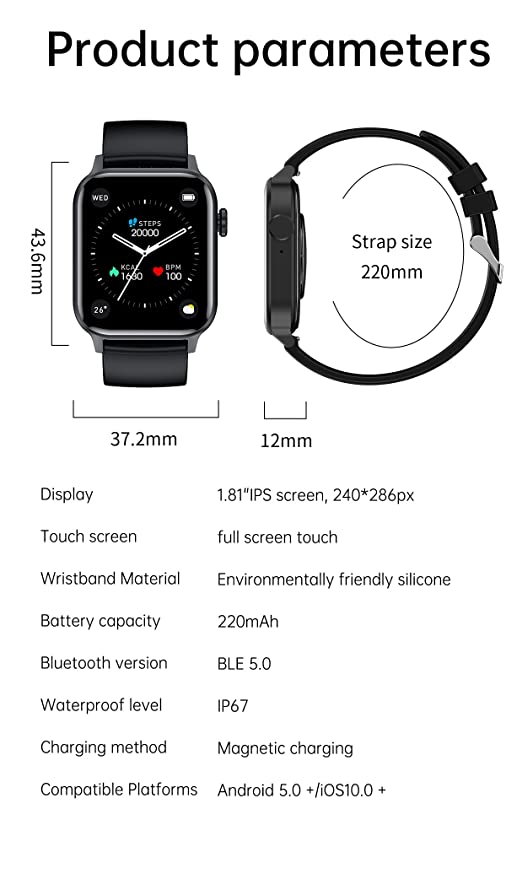 Product parameters
WED
STEPS
20000
KCAL
1630
BPM
100
26°
43.6mm
37.2mm
Strap size
220mm
12mm
Display 1.81"IPS screen, 240*286px
Touch screen full screen touch
Wristband Material Environmentally friendly silicone
Battery capacity 220mAh
Bluetooth version BLE 5.0
Waterproof level IP67
Charging method Magnetic charging
Compatible Platforms Android 5.0 +/iOS10.0 +